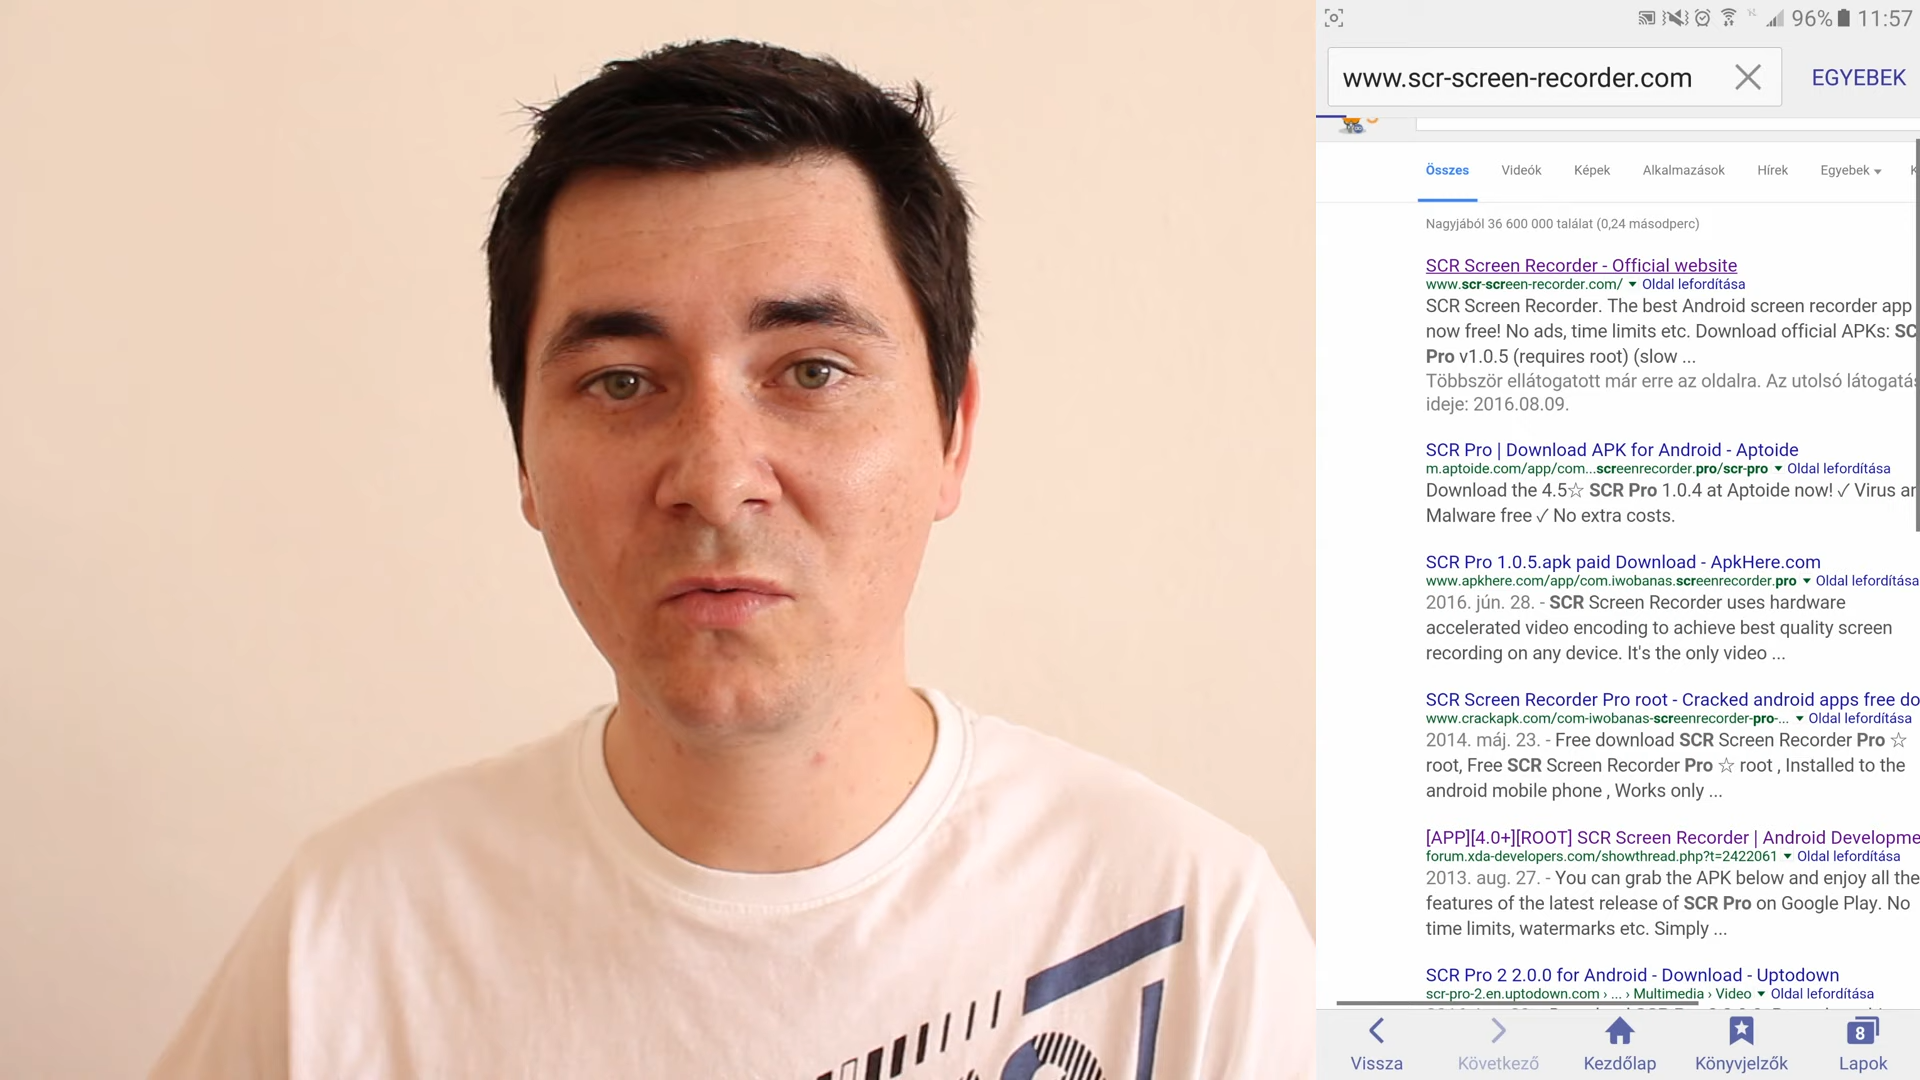 96% 11:57
www.scr-screen-recorder.com
EGYEBEK
Összes Videók Képek Alkalmazások Hírek Egyebek
Nagyjából 36 600 000 találat (0,24 másodperc)
SCR Screen Recorder - Official website
www.scr-screen-recorder.com/ Oldal lefordítása
SCR Screen Recorder. The best Android screen recorder app
now free! No ads, time limits etc. Download official APKs: SC
Pro v1.0.5 (requires root) (slow ...
Többször ellátogatott már erre az oldalra. Az utolsó látogatás
ideje: 2016.08.09.
SCR Pro | Download APK for Android - Aptoide
m.aptoide.com/app/com...screenrecorder.pro/scr-pro Oldal lefordítása
Download the 4.5☆ SCR Pro 1.0.4 at Aptoide now! ✓ Virus an
Malware free ✓ No extra costs.
SCR Pro 1.0.5.apk paid Download - ApkHere.com
www.apkhere.com/app/com.iwobanas.screenrecorder.pro Oldal lefordítása
2016. jún. 28. - SCR Screen Recorder uses hardware
accelerated video encoding to achieve best quality screen
recording on any device. It's the only video ...
SCR Screen Recorder Pro root - Cracked android apps free do
www.crackapk.com/com-iwobanas-screenrecorder-pro-... Oldal lefordítása
2014. máj. 23. - Free download SCR Screen Recorder Pro ☆
root, Free SCR Screen Recorder Pro ☆ root , Installed to the
android mobile phone , Works only ...
[APP][4.0+][ROOT] SCR Screen Recorder | Android Developme
forum.xda-developers.com/showthread.php?t=2422061 Oldal lefordítása
2013. aug. 27. - You can grab the APK below and enjoy all the
features of the latest release of SCR Pro on Google Play. No
time limits, watermarks etc. Simply ...
SCR Pro 2 2.0.0 for Android - Download - Uptodown
scr-pro-2.en.uptodown.com › ... › Multimedia › Video Oldal lefordítása
8
Vissza Következő Kezdőlap Könyvjelzők Lapok